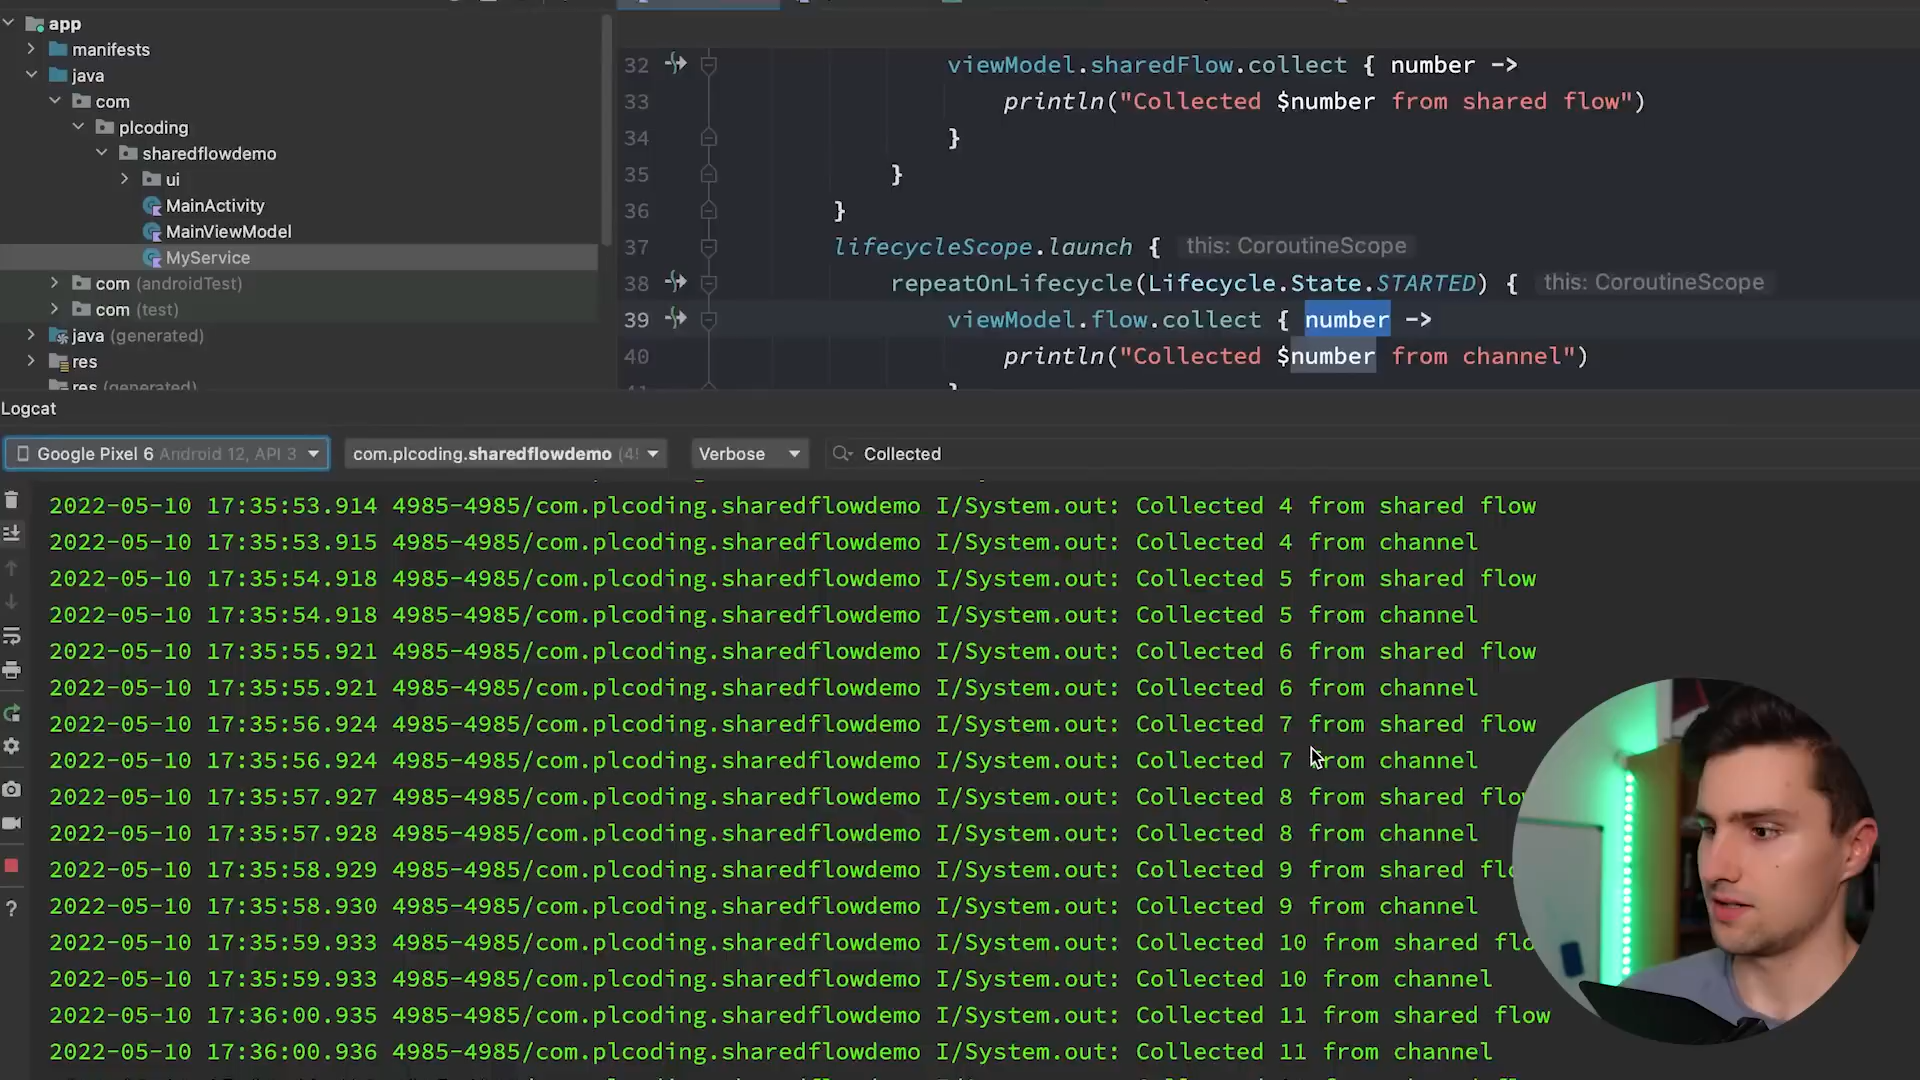 app
manifests
java
com
plcoding
sharedflowdemo
ui
MainActivity
MainViewModel
MyService
com (androidTest)
com (test)
java (generated)
res
res (generated)
32 viewModel.sharedFlow.collect { number ->
33 println("Collected $number from shared flow")
34 }
35 }
36 }
37 lifecycleScope.launch { this: CoroutineScope
38 repeatOnLifecycle(Lifecycle.State.STARTED) { this: CoroutineScope
39 viewModel.flow.collect { number ->
40 println("Collected $number from channel")
Logcat
Google Pixel 6 Android 12, API 3
com.plcoding.sharedflowdemo (4
Verbose
Collected
2022-05-10 17:35:53.914 4985-4985/com.plcoding.sharedflowdemo I/System.out: Collected 4 from shared flow
2022-05-10 17:35:53.915 4985-4985/com.plcoding.sharedflowdemo I/System.out: Collected 4 from channel
2022-05-10 17:35:54.918 4985-4985/com.plcoding.sharedflowdemo I/System.out: Collected 5 from shared flow
2022-05-10 17:35:54.918 4985-4985/com.plcoding.sharedflowdemo I/System.out: Collected 5 from channel
2022-05-10 17:35:55.921 4985-4985/com.plcoding.sharedflowdemo I/System.out: Collected 6 from shared flow
2022-05-10 17:35:55.921 4985-4985/com.plcoding.sharedflowdemo I/System.out: Collected 6 from channel
2022-05-10 17:35:56.924 4985-4985/com.plcoding.sharedflowdemo I/System.out: Collected 7 from shared flow
2022-05-10 17:35:56.924 4985-4985/com.plcoding.sharedflowdemo I/System.out: Collected 7 from channel
2022-05-10 17:35:57.927 4985-4985/com.plcoding.sharedflowdemo I/System.out: Collected 8 from shared flo
2022-05-10 17:35:57.928 4985-4985/com.plcoding.sharedflowdemo I/System.out: Collected 8 from channel
2022-05-10 17:35:58.929 4985-4985/com.plcoding.sharedflowdemo I/System.out: Collected 9 from shared flo
2022-05-10 17:35:58.930 4985-4985/com.plcoding.sharedflowdemo I/System.out: Collected 9 from channel
2022-05-10 17:35:59.933 4985-4985/com.plcoding.sharedflowdemo I/System.out: Collected 10 from shared flo
2022-05-10 17:35:59.933 4985-4985/com.plcoding.sharedflowdemo I/System.out: Collected 10 from channel
2022-05-10 17:36:00.935 4985-4985/com.plcoding.sharedflowdemo I/System.out: Collected 11 from shared flow
2022-05-10 17:36:00.936 4985-4985/com.plcoding.sharedflowdemo I/System.out: Collected 11 from channel